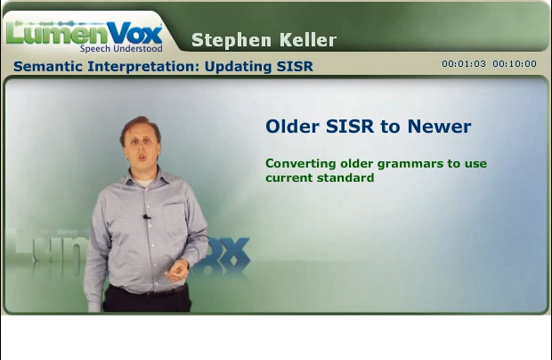 LumenVox
Speech Understood
Stephen Keller
Semantic Interpretation: Updating SISR
00:01:03 00:10:00
Older SISR to Newer
Converting older grammars to use
current standard